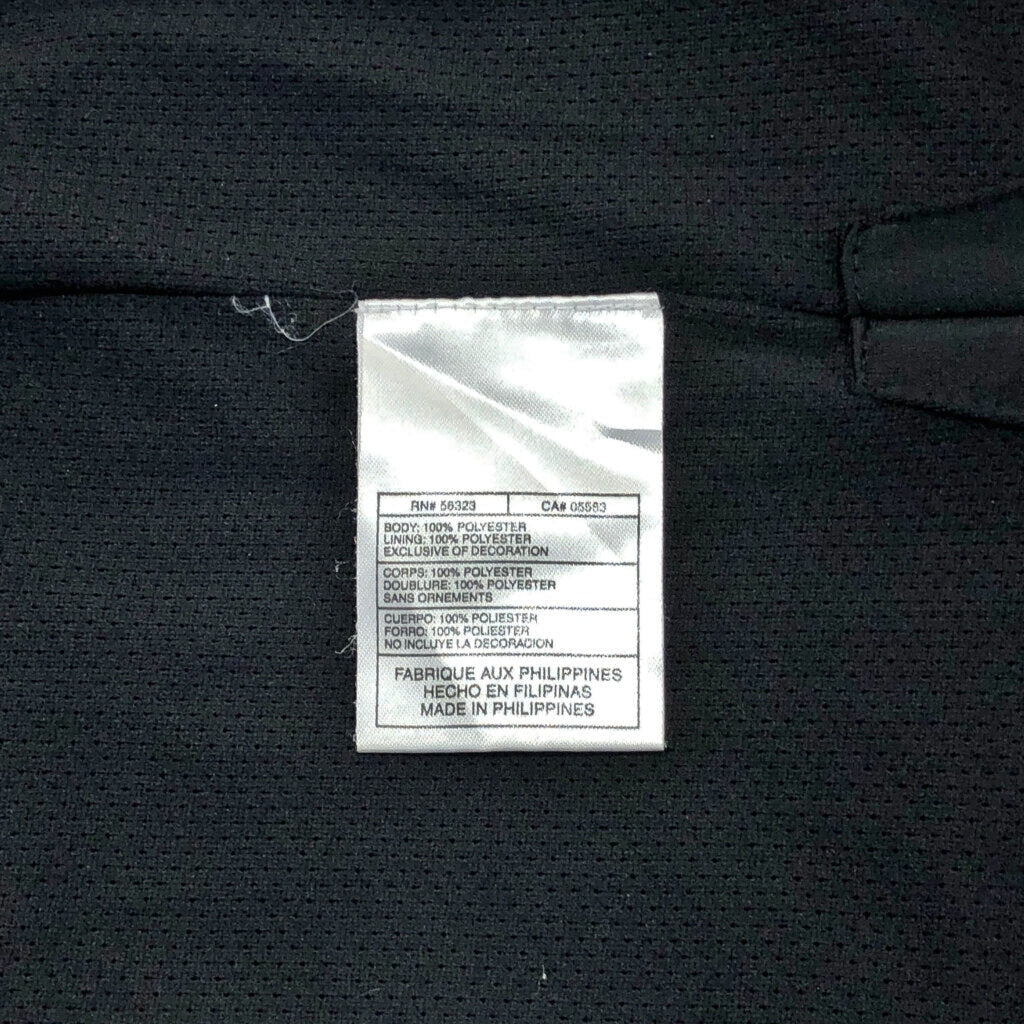 RN# 56323 CA# 05553
BODY: 100% POLYESTER
LINING: 100% POLYESTER
EXCLUSIVE OF DECORATION
CORPS: 100% POLYESTER
DOUBLURE: 100% POLYESTER
SANS ORNEMENTS
CUERPO: 100% POLIESTER
FORRO: 100% POLIESTER
NO INCLUYE LA DECORACION
FABRIQUE AUX PHILIPPINES
HECHO EN FILIPINAS
MADE IN PHILIPPINES